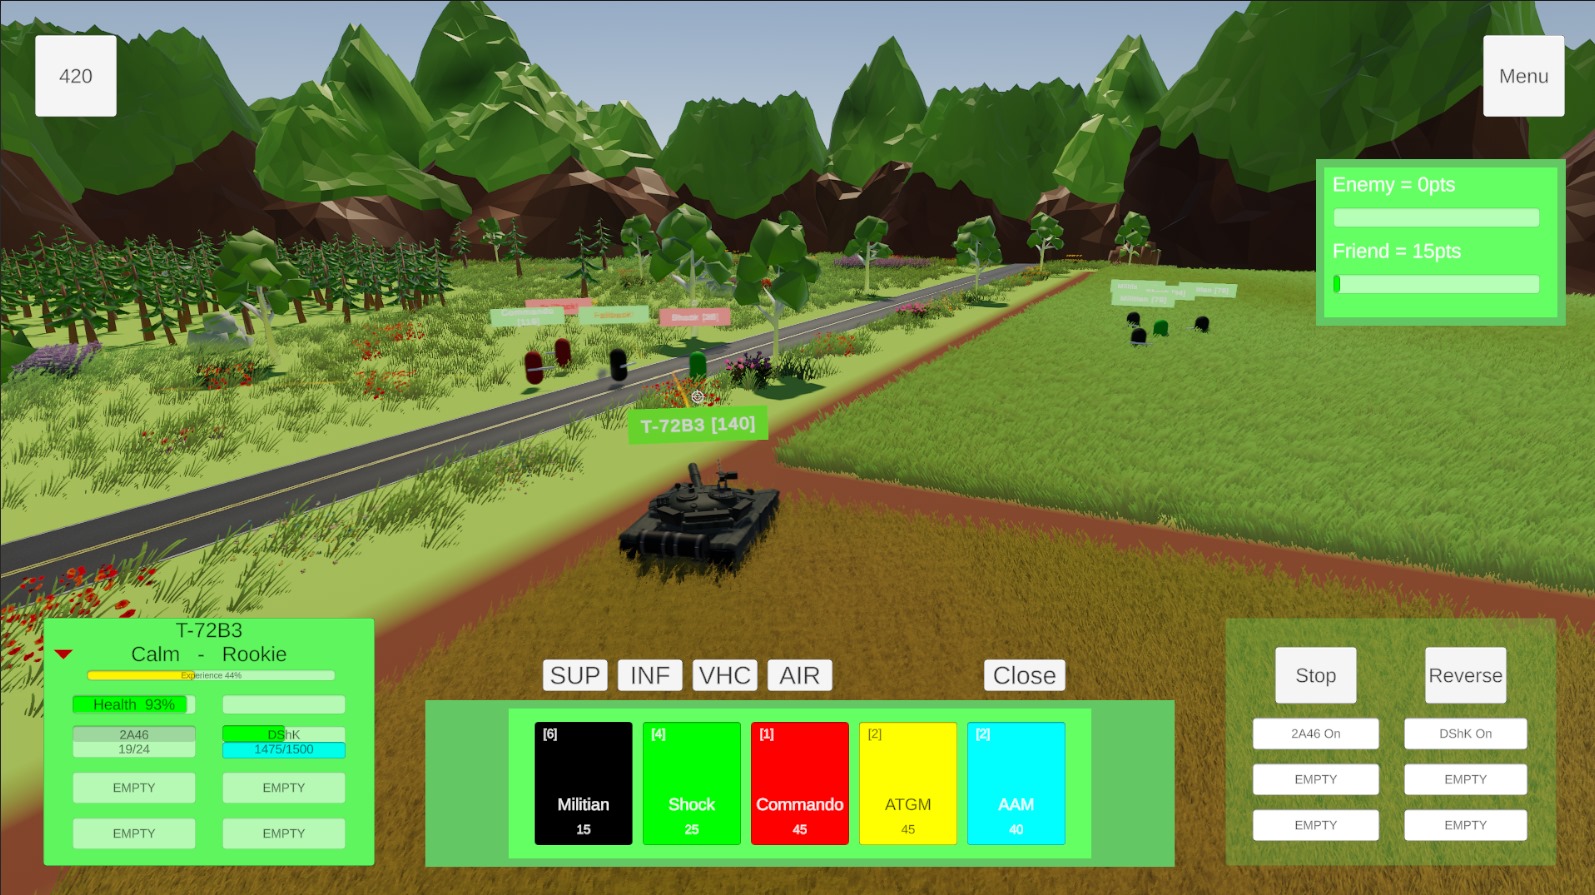 420
Menu
Enemy = 0pts
Friend = 15pts
Commando
T-72B3 [140]
T-72B3
Calm - Rookie
Experience 44%
Health 93%
2A46
19/24
DShK
1475/1500
EMPTY
EMPTY
EMPTY
EMPTY
SUP
INF
VHC
AIR
Close
[6]
Militian
15
[4]
Shock
25
[1]
Commando
45
[2]
ATGM
45
[2]
AAM
40
Stop
Reverse
2A46 On
DShK On
EMPTY
EMPTY
EMPTY
EMPTY